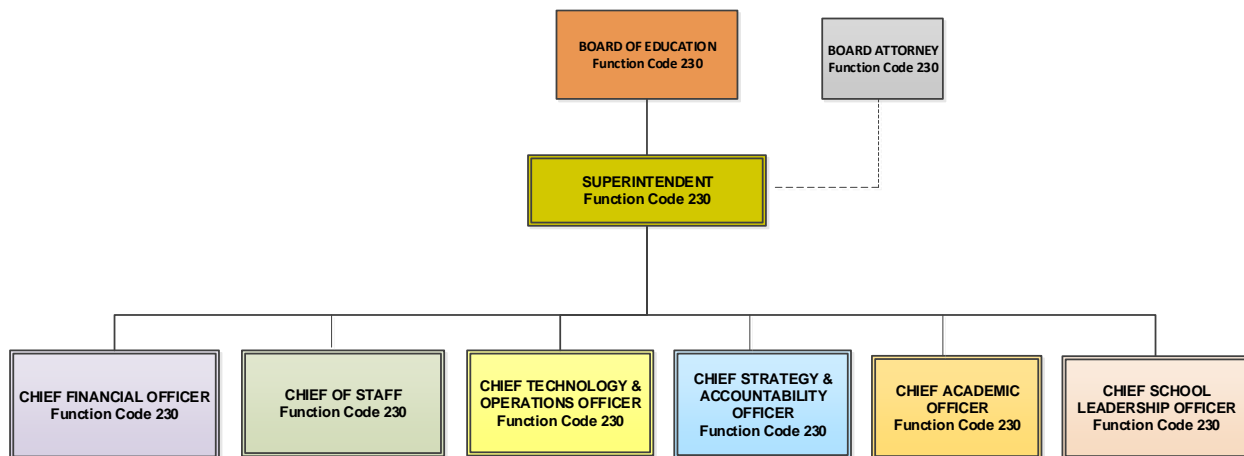 BOARD OF EDUCATION
Function Code 230
BOARD ATTORNEY
Function Code 230
SUPERINTENDENT
Function Code 230
CHIEF FINANCIAL OFFICER
Function Code 230
CHIEF OF STAFF
Function Code 230
CHIEF TECHNOLOGY &
OPERATIONS OFFICER
Function Code 230
CHIEF STRATEGY &
ACCOUNTABILITY
OFFICER
Function Code 230
CHIEF ACADEMIC
OFFICER
Function Code 230
CHIEF SCHOOL
LEADERSHIP OFFICER
Function Code 230